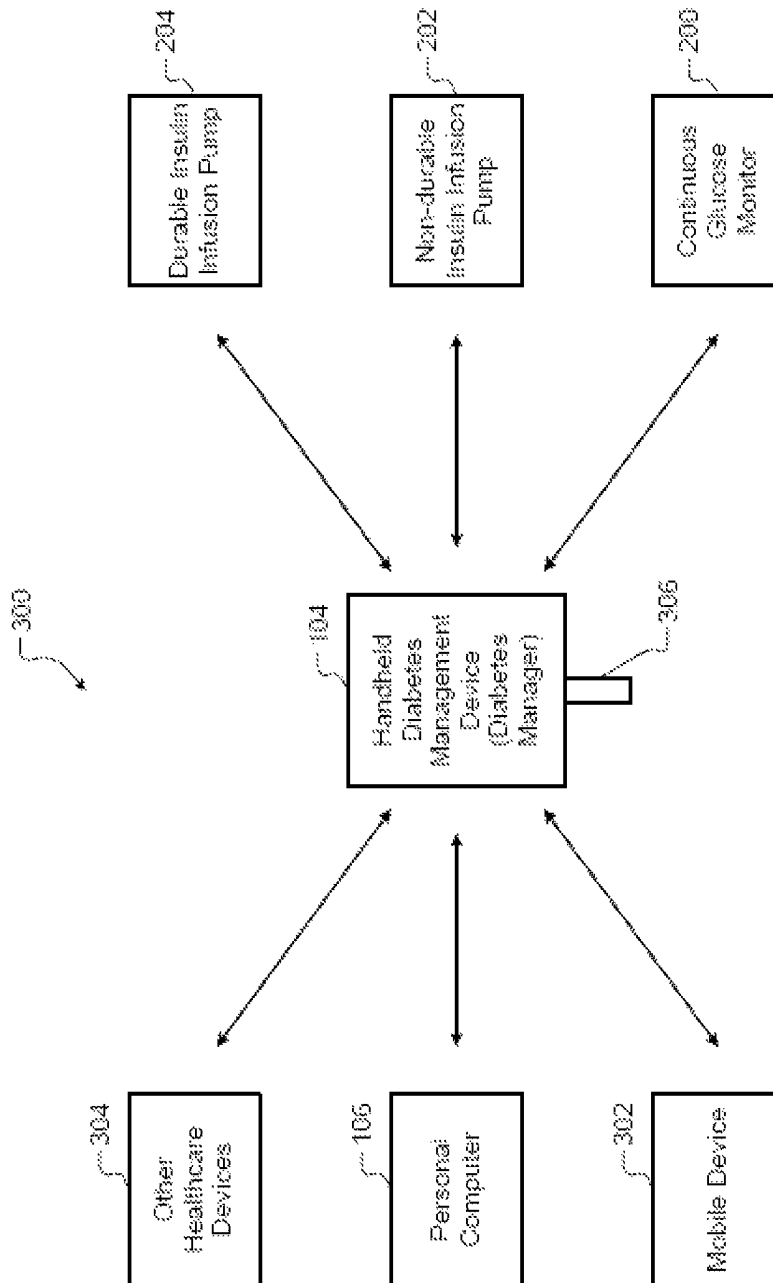 300
304
Other
Healthcare
Devices
204
Durable Insulin
Infusion Pump
104
Handheld
Diabetes
Management
Device
(Diabetes
Manager)
106
Personal
Computer
202
Non-durable
Insulin Infusion
Pump
306
302
Mobile Device
200
Continuous
Glucose
Monitor